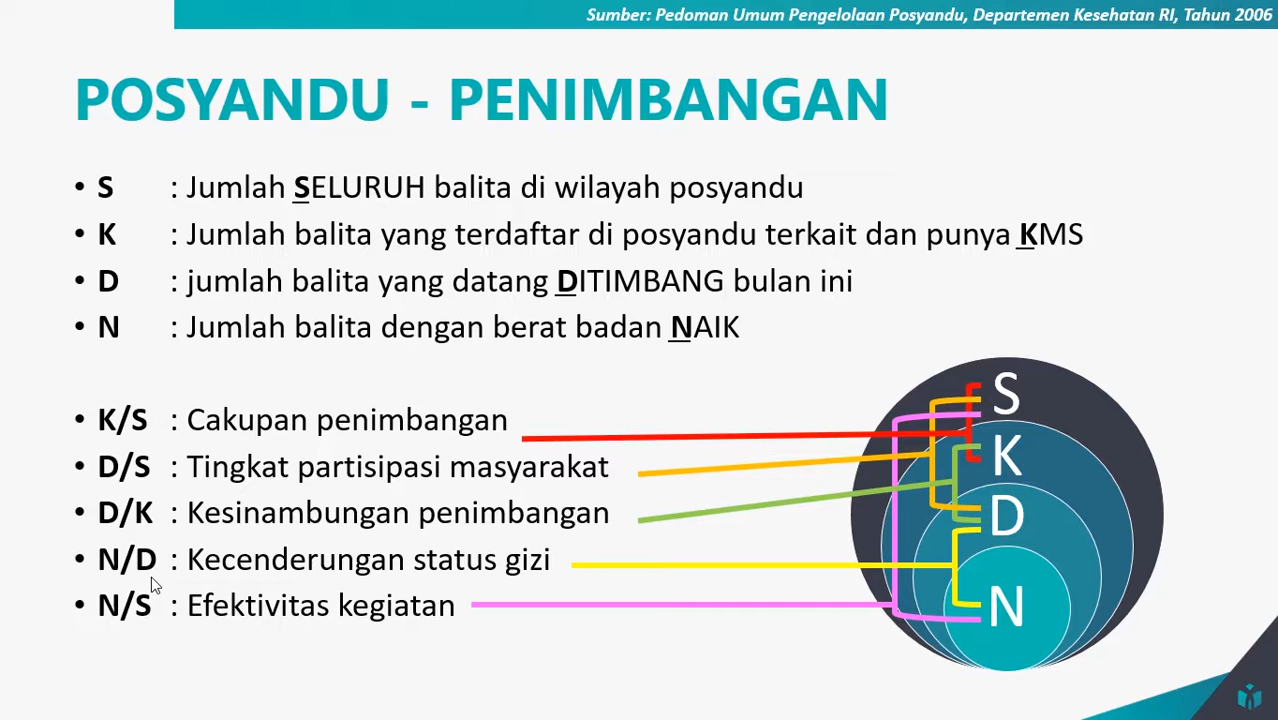 Sumber: Pedoman Umum Pengelolaan Posyandu, Departemen Kesehatan RI, Tahun 2006
POSYANDU - PENIMBANGAN
• S : Jumlah SELURUH balita di wilayah posyandu
• K : Jumlah balita yang terdaftar di posyandu terkait dan punya KMS
• D : jumlah balita yang datang DITIMBANG bulan ini
• N : Jumlah balita dengan berat badan NAIK
• K/S : Cakupan penimbangan
• D/S : Tingkat partisipasi masyarakat
• D/K : Kesinambungan penimbangan
• N/D : Kecenderungan status gizi
• N/S : Efektivitas kegiatan
S
K
D
N